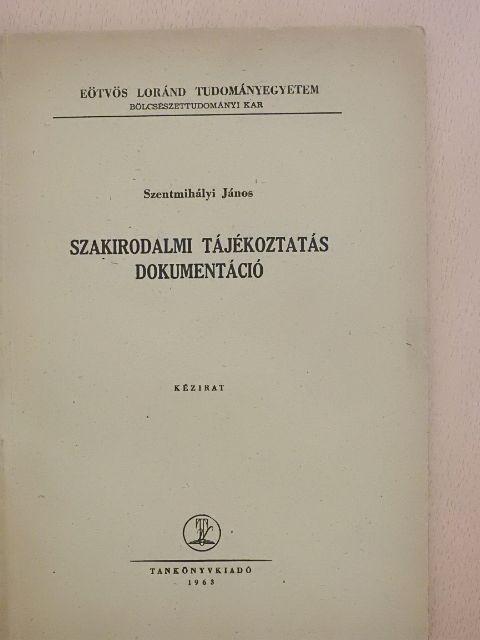 EÖTVÖS LORÁND TUDOMÁNYEGYETEM
BÖLCSÉSZETTUDOMÁNYI KAR
Szentmihályi János
SZAKIRODALMI TÁJÉKOZTATÁS
DOKUMENTÁCIÓ
KÉZIRAT
TANKÖNYVKIADÓ
1963